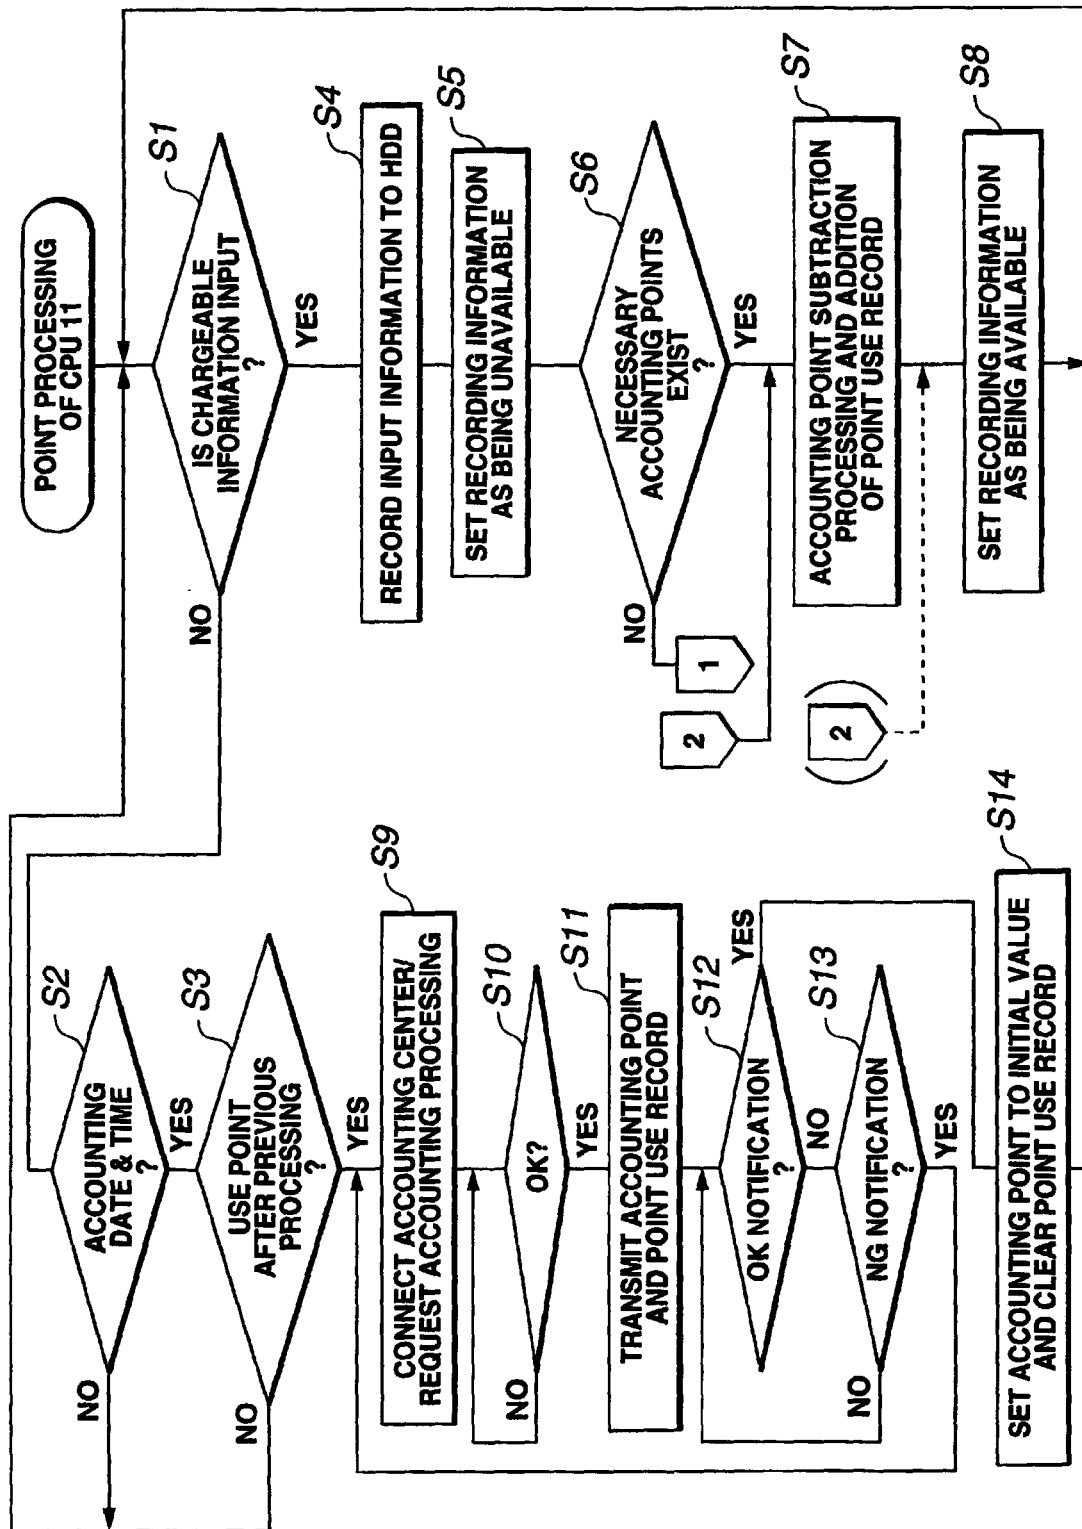 POINT PROCESSING
OF CPU 11
S1
IS CHARGEABLE
INFORMATION INPUT
?
YES
NO
S4
RECORD INPUT INFORMATION TO HDD
S5
SET RECORDING INFORMATION
AS BEING UNAVAILABLE
S6
NECESSARY
ACCOUNTING POINTS
EXIST
?
YES
NO
1
2
S7
ACCOUNTING POINT SUBTRACTION
PROCESSING AND ADDITION
OF POINT USE RECORD
(2)
S8
SET RECORDING INFORMATION
AS BEING AVAILABLE
S2
ACCOUNTING
DATE & TIME
?
YES
NO
S3
USE POINT
AFTER PREVIOUS
PROCESSING
?
YES
NO
S9
CONNECT ACCOUNTING CENTER/
REQUEST ACCOUNTING PROCESSING
S10
OK?
YES
NO
S11
TRANSMIT ACCOUNTING POINT
AND POINT USE RECORD
S12
OK NOTIFICATION
?
YES
NO
S13
NG NOTIFICATION
?
YES
NO
S14
SET ACCOUNTING POINT TO INITIAL VALUE
AND CLEAR POINT USE RECORD